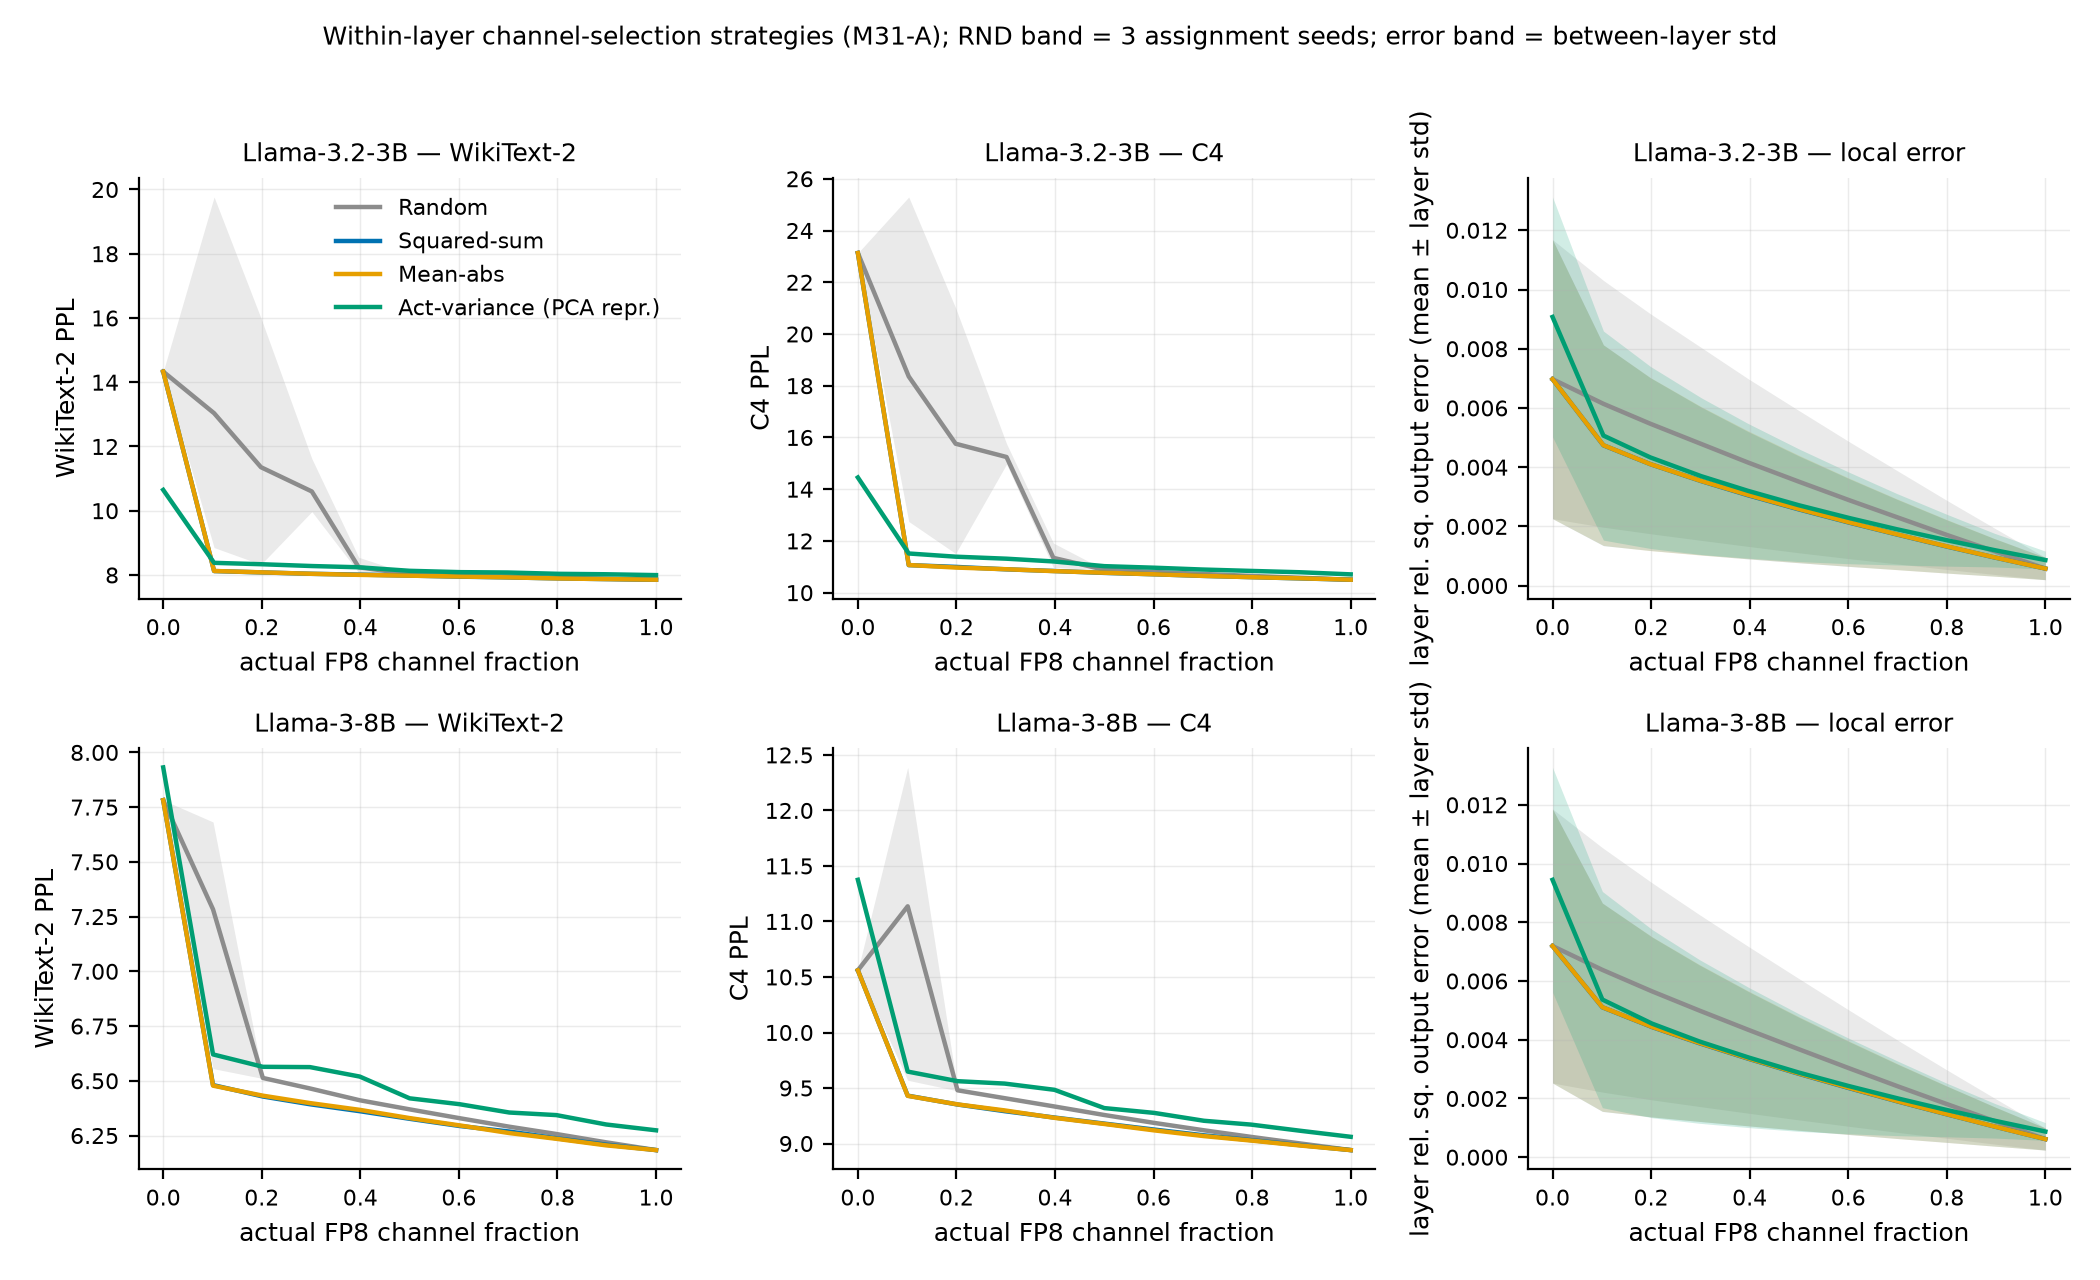 Within-layer channel-selection strategies (M31-A); RND band = 3 assignment seeds; error band = between-layer std
Llama-3.2-3B — WikiText-2
WikiText-2 PPL
20
18
16
14
12
10
8
Random
Squared-sum
Mean-abs
Act-variance (PCA repr.)
0.0 0.2 0.4 0.6 0.8 1.0
actual FP8 channel fraction
Llama-3.2-3B — C4
C4 PPL
26
24
22
20
18
16
14
12
10
0.0 0.2 0.4 0.6 0.8 1.0
actual FP8 channel fraction
Llama-3.2-3B — local error
layer rel. sq. output error (mean ± layer std)
0.012
0.010
0.008
0.006
0.004
0.002
0.000
0.0 0.2 0.4 0.6 0.8 1.0
actual FP8 channel fraction
Llama-3-8B — WikiText-2
WikiText-2 PPL
8.00
7.75
7.50
7.25
7.00
6.75
6.50
6.25
0.0 0.2 0.4 0.6 0.8 1.0
actual FP8 channel fraction
Llama-3-8B — C4
C4 PPL
12.5
12.0
11.5
11.0
10.5
10.0
9.5
9.0
0.0 0.2 0.4 0.6 0.8 1.0
actual FP8 channel fraction
Llama-3-8B — local error
layer rel. sq. output error (mean ± layer std)
0.012
0.010
0.008
0.006
0.004
0.002
0.000
0.0 0.2 0.4 0.6 0.8 1.0
actual FP8 channel fraction